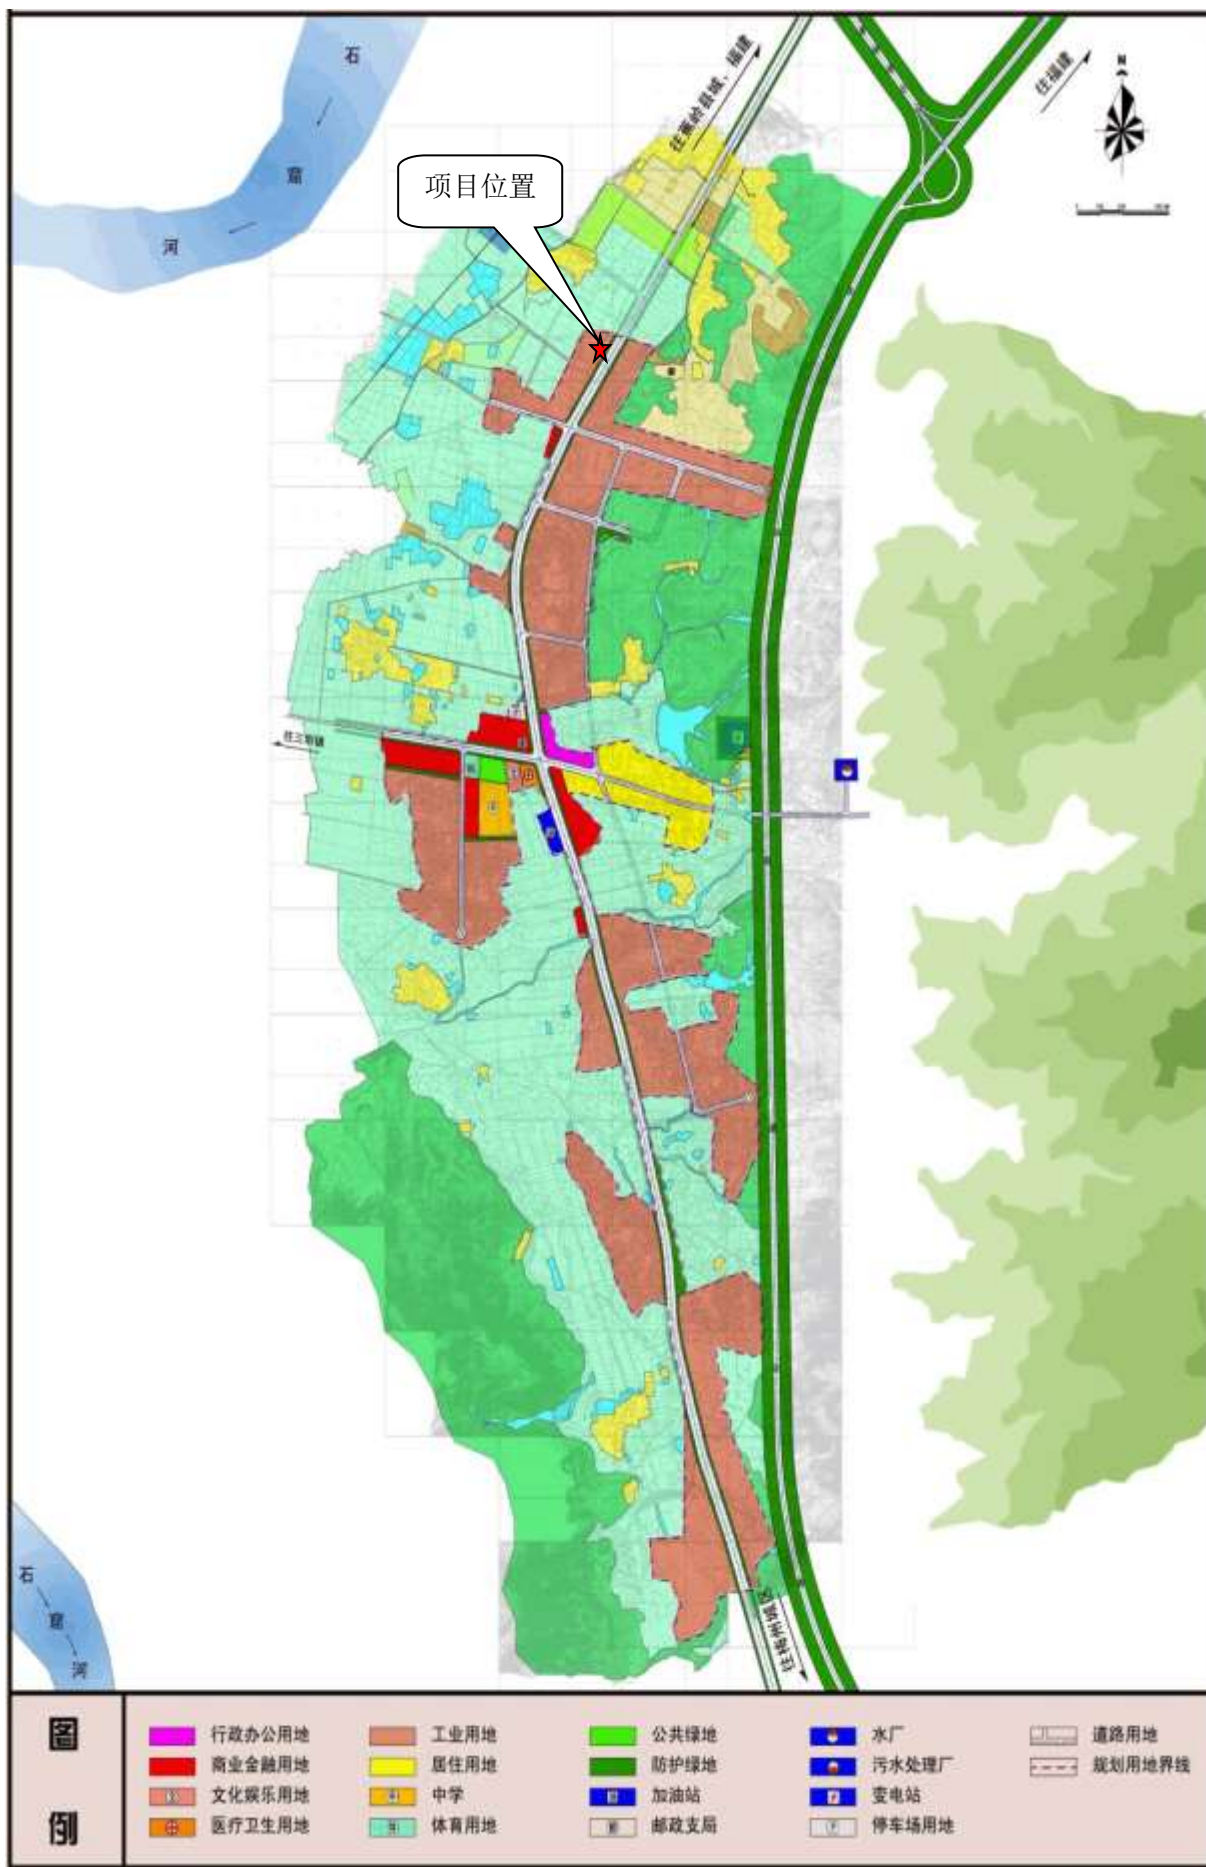 石
窟
河
往蕉岭县城、福建
往福建
N
项目位置
往三圳镇
往梅州城区
石
窟
河
图
例
行政办公用地
工业用地
公共绿地
水厂
道路用地
商业金融用地
居住用地
防护绿地
污水处理厂
规划用地界线
文化娱乐用地
中学
加油站
变电站
医疗卫生用地
体育用地
邮政支局
停车场用地